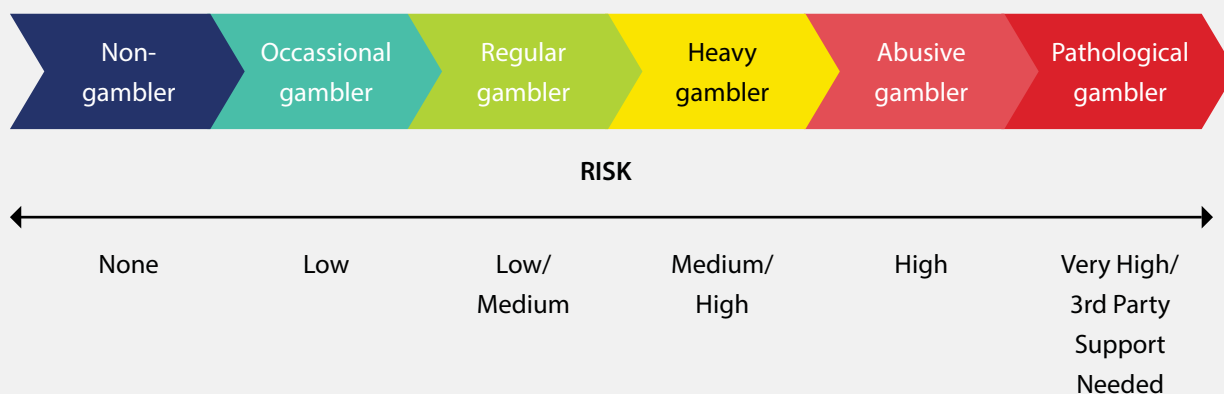 Non-
gambler
Occassional
gambler
Regular
gambler
Heavy
gambler
Abusive
gambler
Pathological
gambler
RISK
None
Low
Low/
Medium
Medium/
High
High
Very High/
3rd Party
Support
Needed